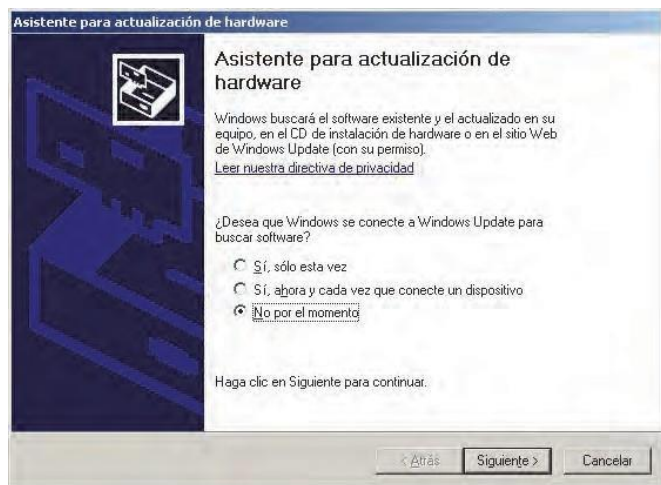 Asistente para actualización de hardware
Asistente para actualización de
hardware
Windows buscará el software existente y el actualizado en su
equipo, en el CD de instalación de hardware o en el sitio Web
de Windows Update (con su permiso).
Leer nuestra directiva de privacidad
¿Desea que Windows se conecte a Windows Update para
buscar software?
Sí, sólo esta vez
Sí, ahora y cada vez que conecte un dispositivo
No por el momento
Haga clic en Siguiente para continuar.
< Atrás Siguiente > Cancelar